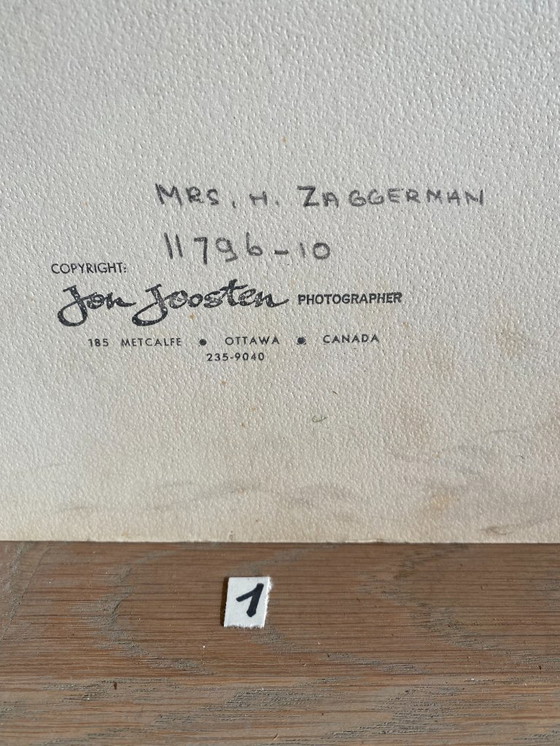 MRS. H. ZAGGERMAN
11796-10
COPYRIGHT:
Jon Joosten PHOTOGRAPHER
185 METCALFE • OTTAWA • CANADA
235-9040
1